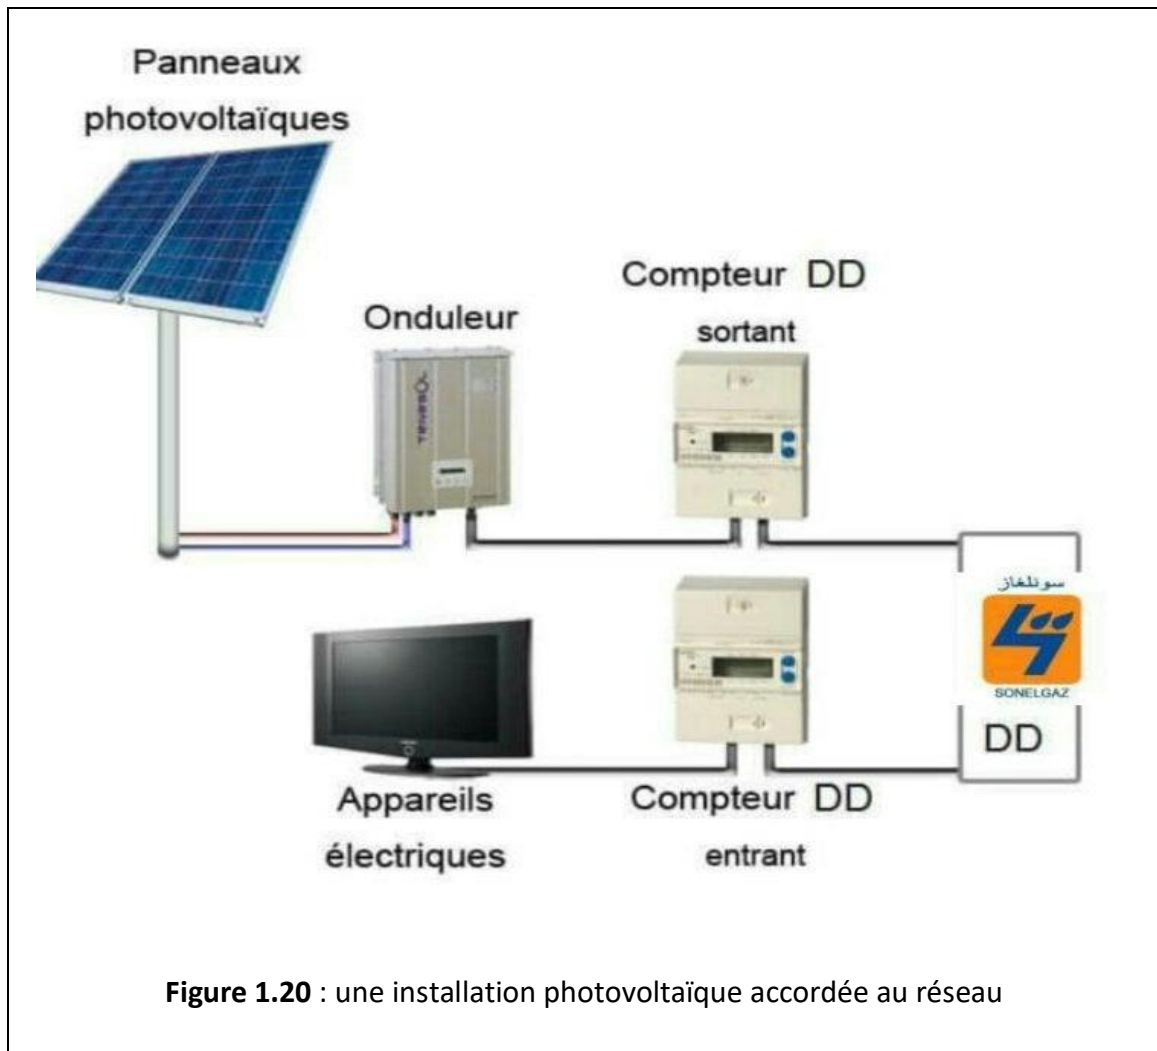 Panneaux
photovoltaïques
Onduleur
Compteur DD
sortant
TENESOL
سونلغاز
SONELGAZ
DD
Appareils
électriques
Compteur DD
entrant
Figure 1.20 : une installation photovoltaïque accordée au réseau